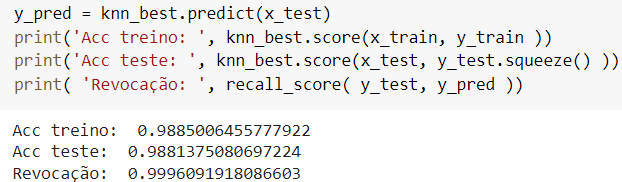 y_pred = knn_best.predict(x_test)
print('Acc treino: ', knn_best.score(x_train, y_train ))
print('Acc teste: ', knn_best.score(x_test, y_test.squeeze() ))
print( 'Revocação: ', recall_score( y_test, y_pred ))
Acc treino:  0.9885006455777922
Acc teste:  0.9881375080697224
Revocação:  0.9996091918086603